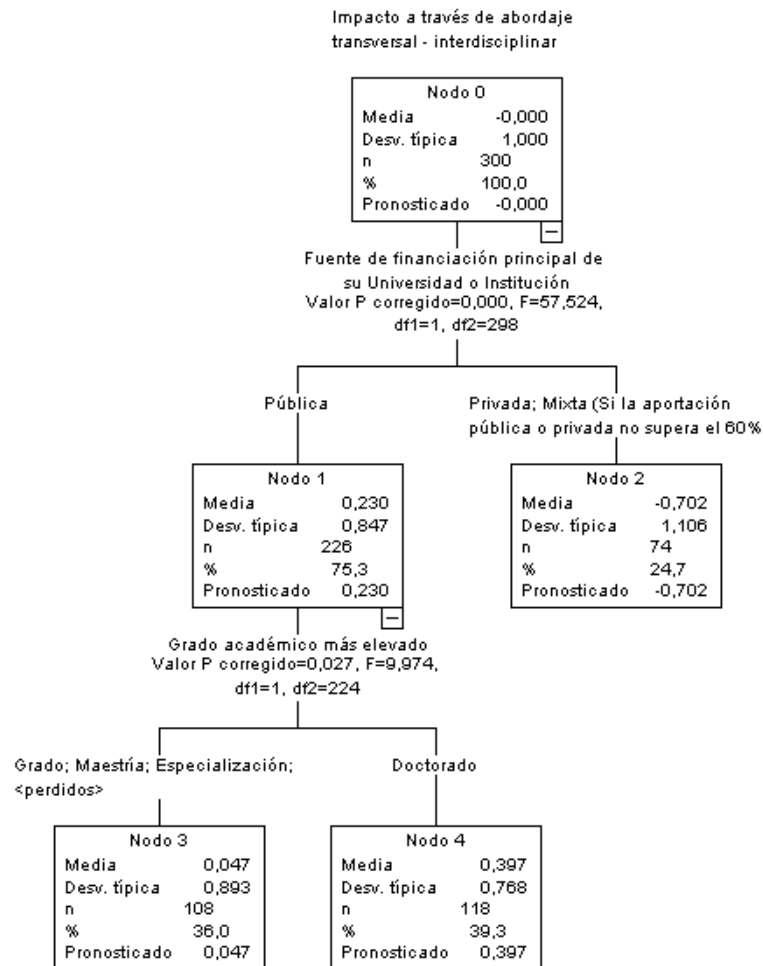 Impacto a través de abordaje
transversal - interdisciplinar
Nodo 0
Media -0,000
Desv. típica 1,000
n 300
% 100,0
Pronosticado -0,000
Fuente de financiación principal de
su Universidad o Institución
Valor P corregido=0,000, F=57,524,
df1=1, df2=298
Pública
Privada; Mixta (Si la aportación
pública o privada no supera el 60%
Nodo 1
Media 0,230
Desv. típica 0,847
n 226
% 75,3
Pronosticado 0,230
Nodo 2
Media -0,702
Desv. típica 1,106
n 74
% 24,7
Pronosticado -0,702
Grado académico más elevado
Valor P corregido=0,027, F=9,974,
df1=1, df2=224
Grado; Maestría; Especialización;
<perdidos>
Doctorado
Nodo 3
Media 0,047
Desv. típica 0,893
n 108
% 36,0
Pronosticado 0,047
Nodo 4
Media 0,397
Desv. típica 0,768
n 118
% 39,3
Pronosticado 0,397